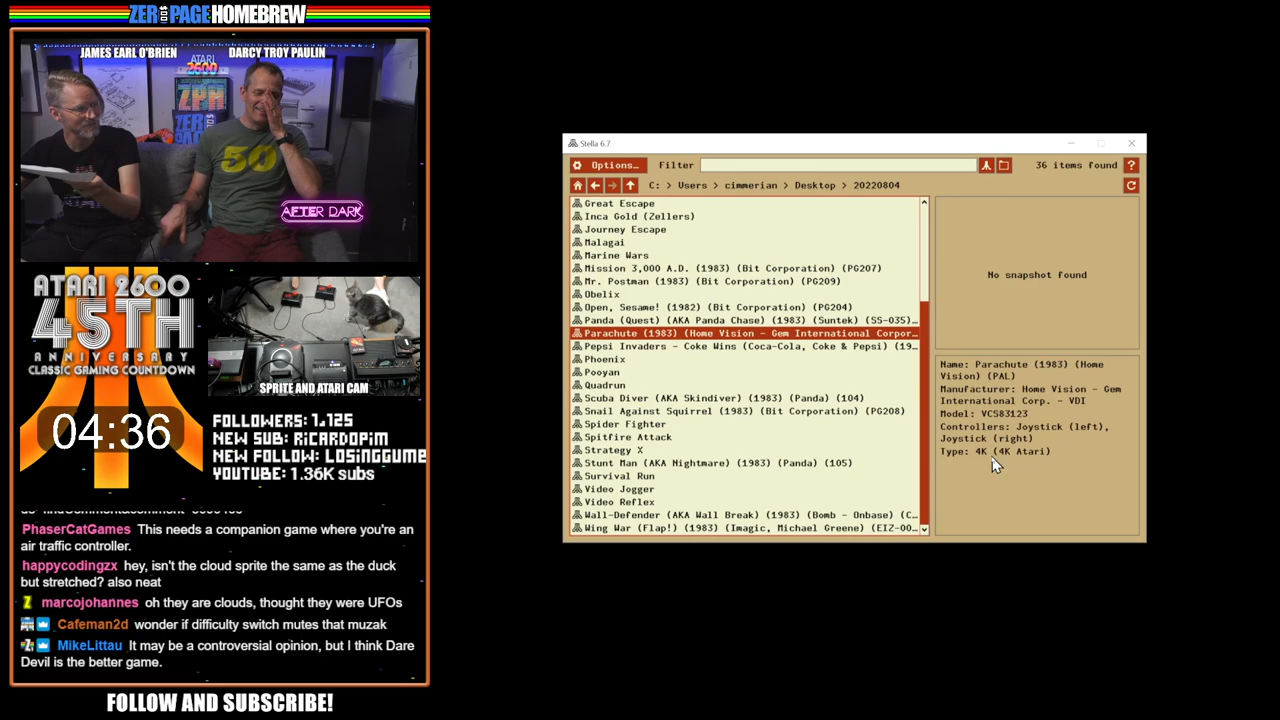 ZERO PAGE HOMEBREW
JAMES EARL O'BRIEN
DARCY TROY PAULIN
ATARI
2600
ZPH
ZERO
50
AFTER DARK
ATARI 2600
45TH
ANNIVERSARY
CLASSIC GAMING COUNTDOWN
04:36
SPRITE AND ATARI CAM
FOLLOWERS: 1,125
NEW SUB: RICARDOPIM
NEW FOLLOW: LOSINGGUME
YOUTUBE: 1.36K subs
PhaserCatGames This needs a companion game where you're an
air traffic controller.
happycodingzx hey, isn't the cloud sprite the same as the duck
but stretched? also neat
marcojohannes oh they are clouds, thought they were UFOs
Cafeman2d wonder if difficulty switch mutes that muzak
MikeLittau It may be a controversial opinion, but I think Dare
Devil is the better game.
FOLLOW AND SUBSCRIBE!
Stella 6.7
Options… Filter 36 items found ?
C: > Users > cimmerian > Desktop > 20220804
Great Escape
Inca Gold (Zellers)
Journey Escape
Malagai
Marine Wars
Mission 3,000 A.D. (1983) (Bit Corporation) (PG207)
Mr. Postman (1983) (Bit Corporation) (PG209)
Obelix
Open, Sesame! (1982) (Bit Corporation) (PG204)
Panda (Quest) (AKA Panda Chase) (1983) (Suntek) (SS-035)…
Parachute (1983) (Home Vision - Gem International Corpor…
Pepsi Invaders - Coke Wins (Coca-Cola, Coke & Pepsi) (19…
Phoenix
Pooyan
Quadrun
Scuba Diver (AKA Skindiver) (1983) (Panda) (104)
Snail Against Squirrel (1983) (Bit Corporation) (PG208)
Spider Fighter
Spitfire Attack
Strategy X
Stunt Man (AKA Nightmare) (1983) (Panda) (105)
Survival Run
Video Jogger
Video Reflex
Wall-Defender (AKA Wall Break) (1983) (Bomb - Onbase) (C…
Wing War (Flap!) (1983) (Imagic, Michael Greene) (EIZ-00…
No snapshot found
Name: Parachute (1983) (Home
Vision) (PAL)
Manufacturer: Home Vision - Gem
International Corp. - VDI
Model: VCS83123
Controllers: Joystick (left),
Joystick (right)
Type: 4K (4K Atari)